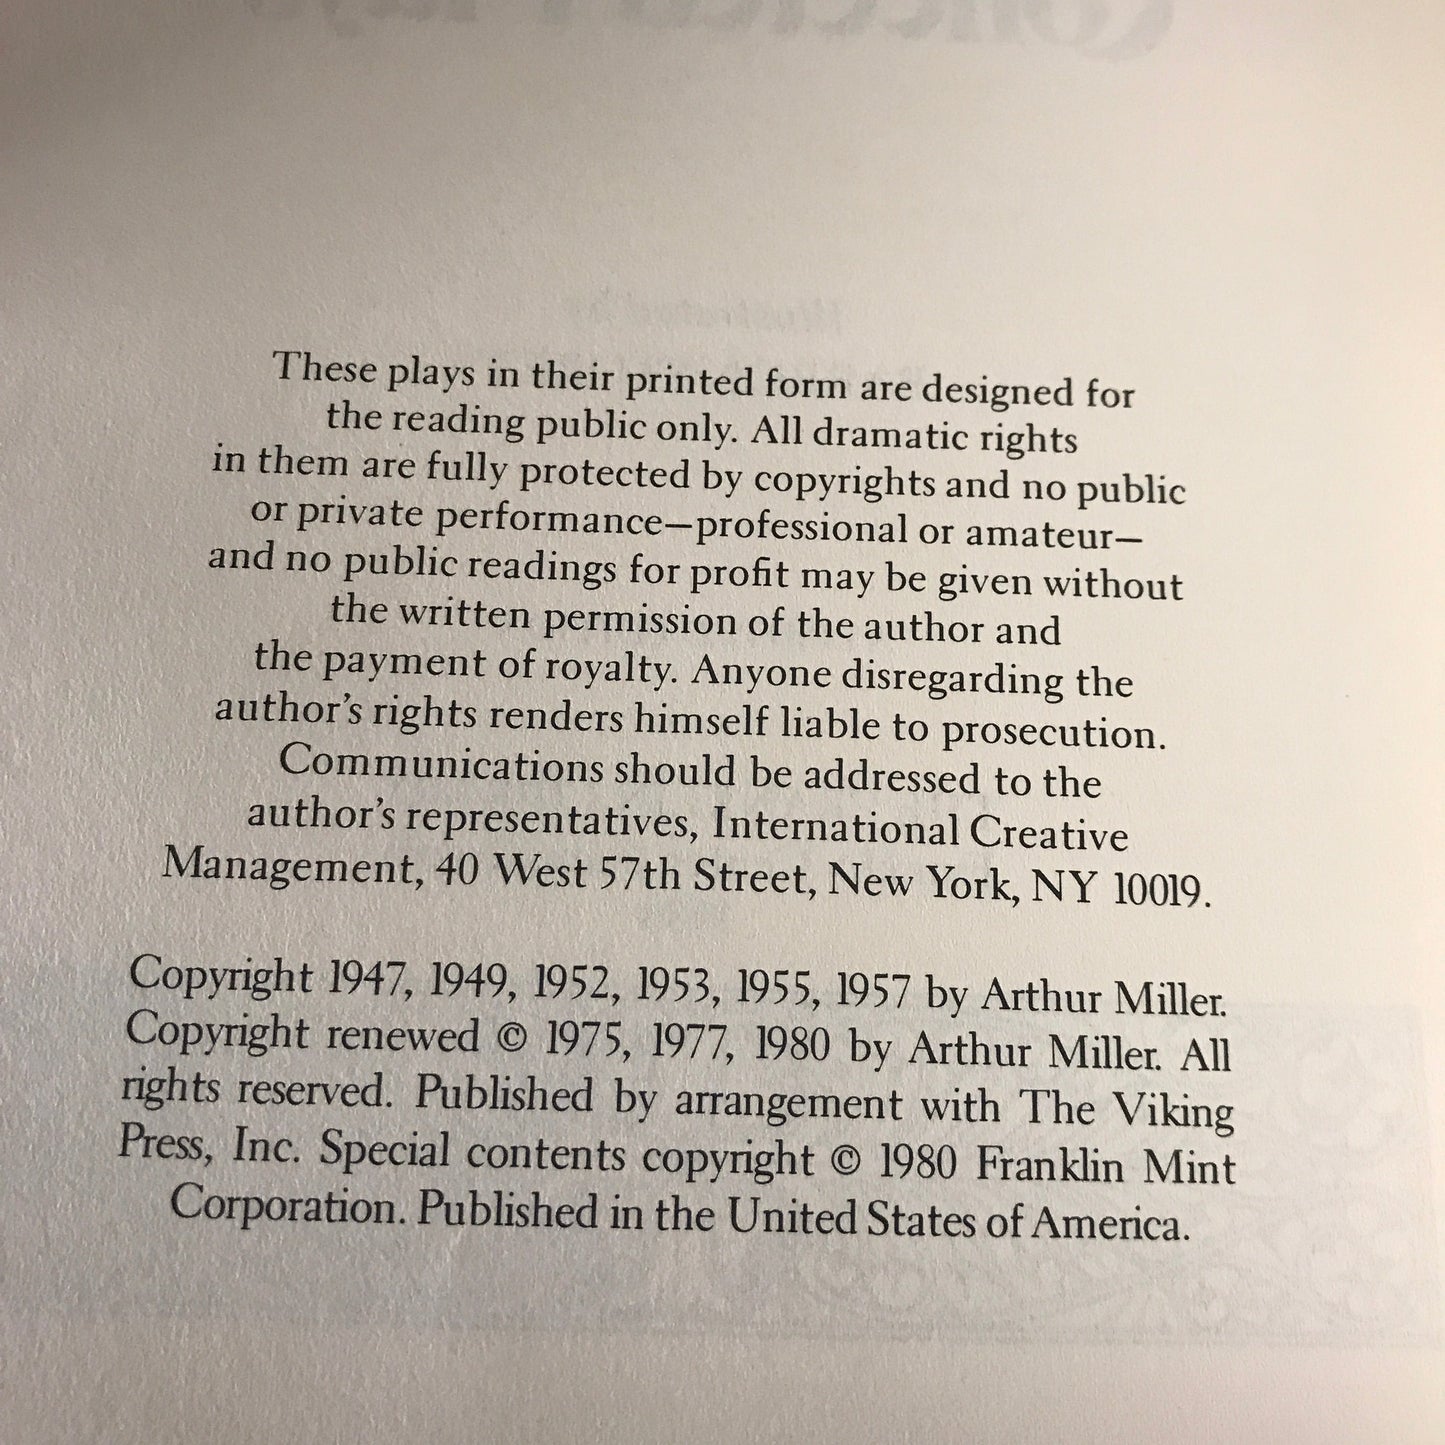 These plays in their printed form are designed for
the reading public only. All dramatic rights
in them are fully protected by copyrights and no public
or private performance—professional or amateur—
and no public readings for profit may be given without
the written permission of the author and
the payment of royalty. Anyone disregarding the
author's rights renders himself liable to prosecution.
Communications should be addressed to the
author's representatives, International Creative
Management, 40 West 57th Street, New York, NY 10019.
Copyright 1947, 1949, 1952, 1953, 1955, 1957 by Arthur Miller.
Copyright renewed © 1975, 1977, 1980 by Arthur Miller. All
rights reserved. Published by arrangement with The Viking
Press, Inc. Special contents copyright © 1980 Franklin Mint
Corporation. Published in the United States of America.